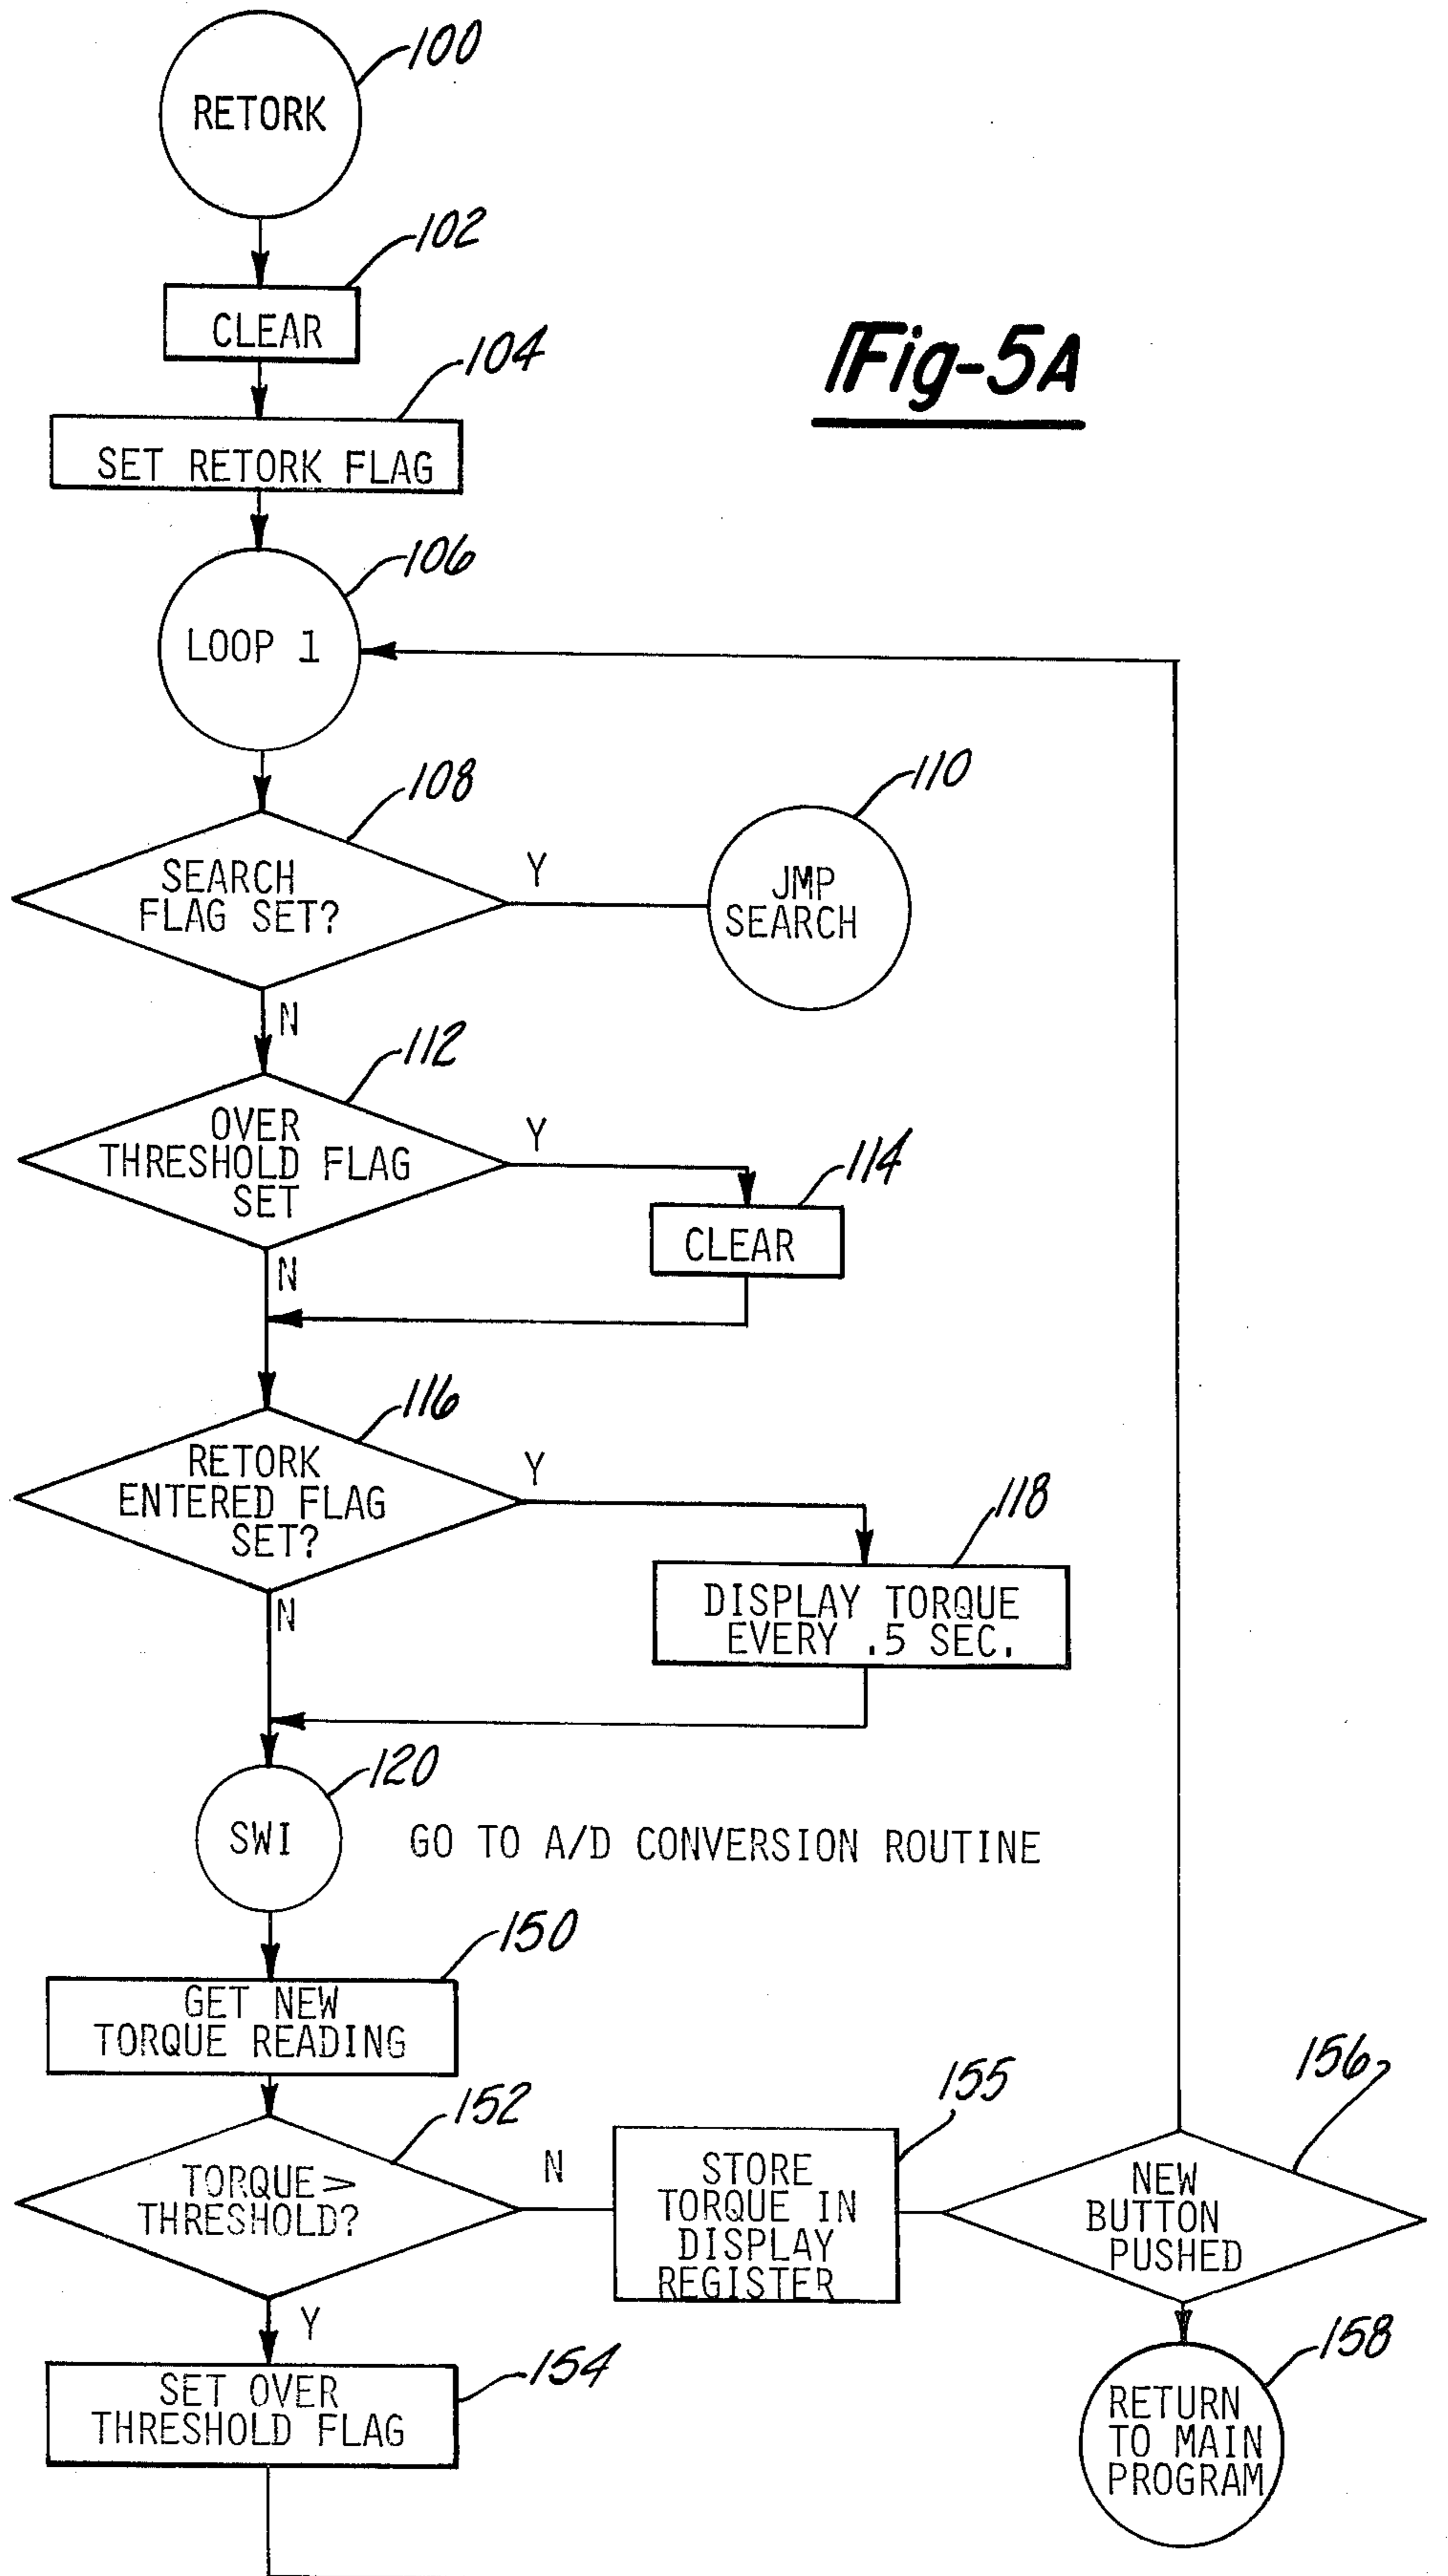 100
RETORK
102
CLEAR
104
SET RETORK FLAG
Fig-5A
106
LOOP 1
108
SEARCH
FLAG SET?
Y
N
110
JMP
SEARCH
112
OVER
THRESHOLD FLAG
SET
Y
N
114
CLEAR
116
RETORK
ENTERED FLAG
SET?
Y
N
118
DISPLAY TORQUE
EVERY .5 SEC.
120
SWI
GO TO A/D CONVERSION ROUTINE
150
GET NEW
TORQUE READING
152
TORQUE >
THRESHOLD?
N
Y
155
STORE
TORQUE IN
DISPLAY
REGISTER
156
NEW
BUTTON
PUSHED
154
SET OVER
THRESHOLD FLAG
158
RETURN
TO MAIN
PROGRAM